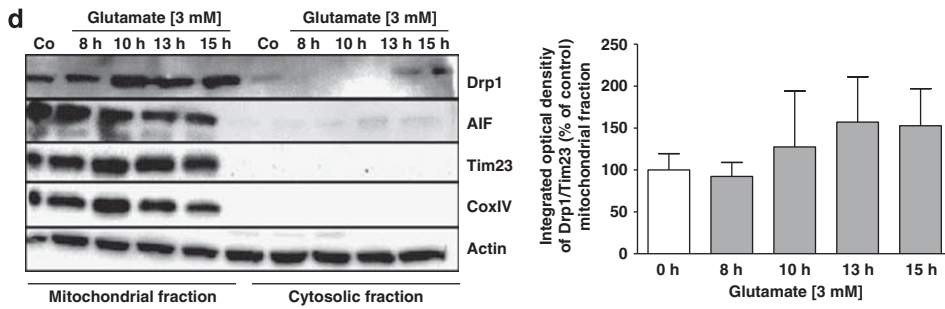 d
Glutamate [3 mM] Glutamate [3 mM]
Co 8 h 10 h 13 h 15 h Co 8 h 10 h 13 h 15 h
Drp1
AIF
Tim23
CoxIV
Actin
Mitochondrial fraction Cytosolic fraction
Integrated optical densitiy
of Drp1/Tim23 (% of control)
mitochondrial fraction
250
200
150
100
50
0
0 h 8 h 10 h 13 h 15 h
Glutamate [3 mM]